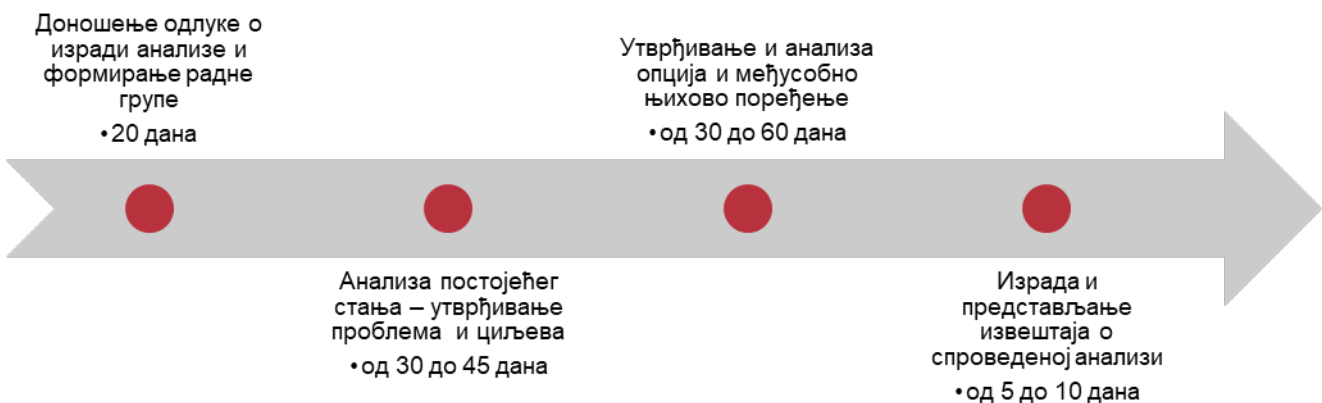 Доношење одлуке о
изради анализе и
формирање радне
групе
•20 дана
Анализа постојећег
стања – утврђивање
проблема и циљева
•од 30 до 45 дана
Утврђивање и анализа
опција и међусобно
њихово поређење
•од 30 до 60 дана
Израда и
представљање
извештаја о
спроведеној анализи
•од 5 до 10 дана